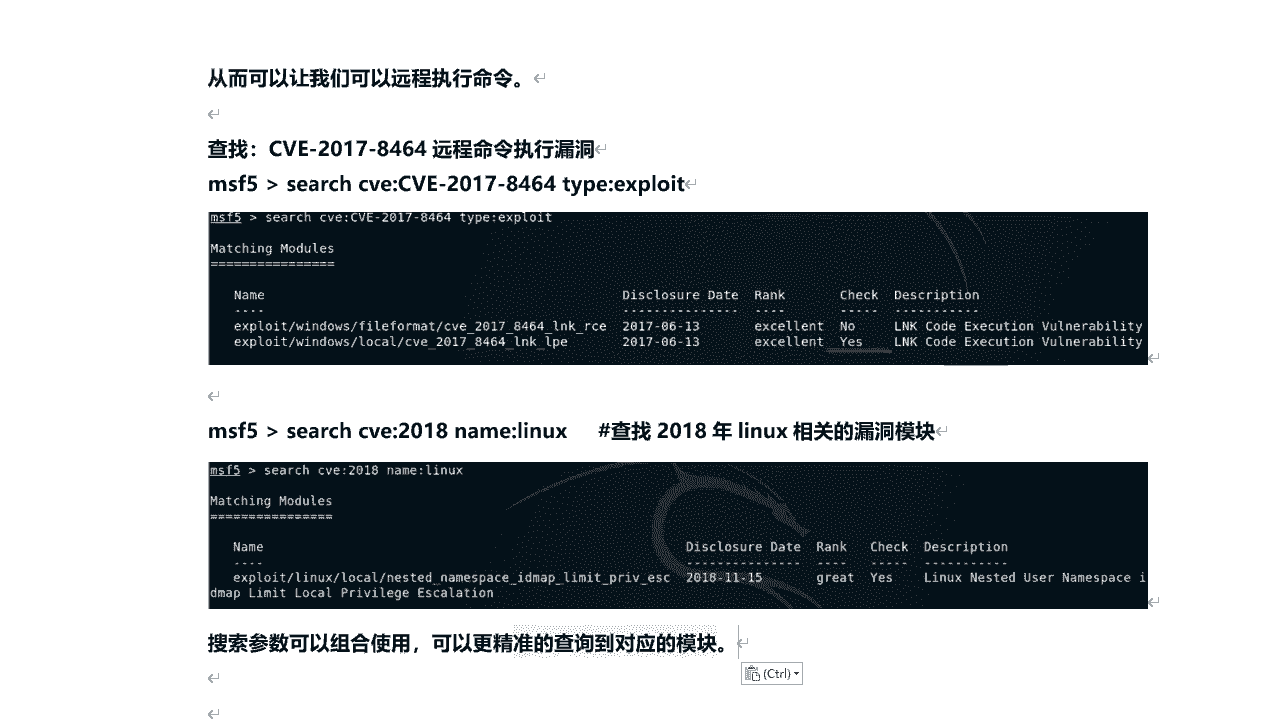 从而可以让我们可以远程执行命令。
查找：CVE-2017-8464 远程命令执行漏洞
msf5 > search cve:CVE-2017-8464 type:exploit
msf5 > search cve:CVE-2017-8464 type:exploit
Matching Modules
================
Name Disclosure Date Rank Check Description
---- --------------- ---- ----- -----------
exploit/windows/fileformat/cve_2017_8464_lnk_rce 2017-06-13 excellent No LNK Code Execution Vulnerability
exploit/windows/local/cve_2017_8464_lnk_lpe 2017-06-13 excellent Yes LNK Code Execution Vulnerability
msf5 > search cve:2018 name:linux #查找 2018 年 linux 相关的漏洞模块
msf5 > search cve:2018 name:linux
Matching Modules
================
Name Disclosure Date Rank Check Description
---- --------------- ---- ----- -----------
exploit/linux/local/nested_namespace_idmap_limit_priv_esc 2018-11-15 great Yes Linux Nested User Namespace i
dmap Limit Local Privilege Escalation
搜索参数可以组合使用，可以更精准的查询到对应的模块。
(Ctrl)